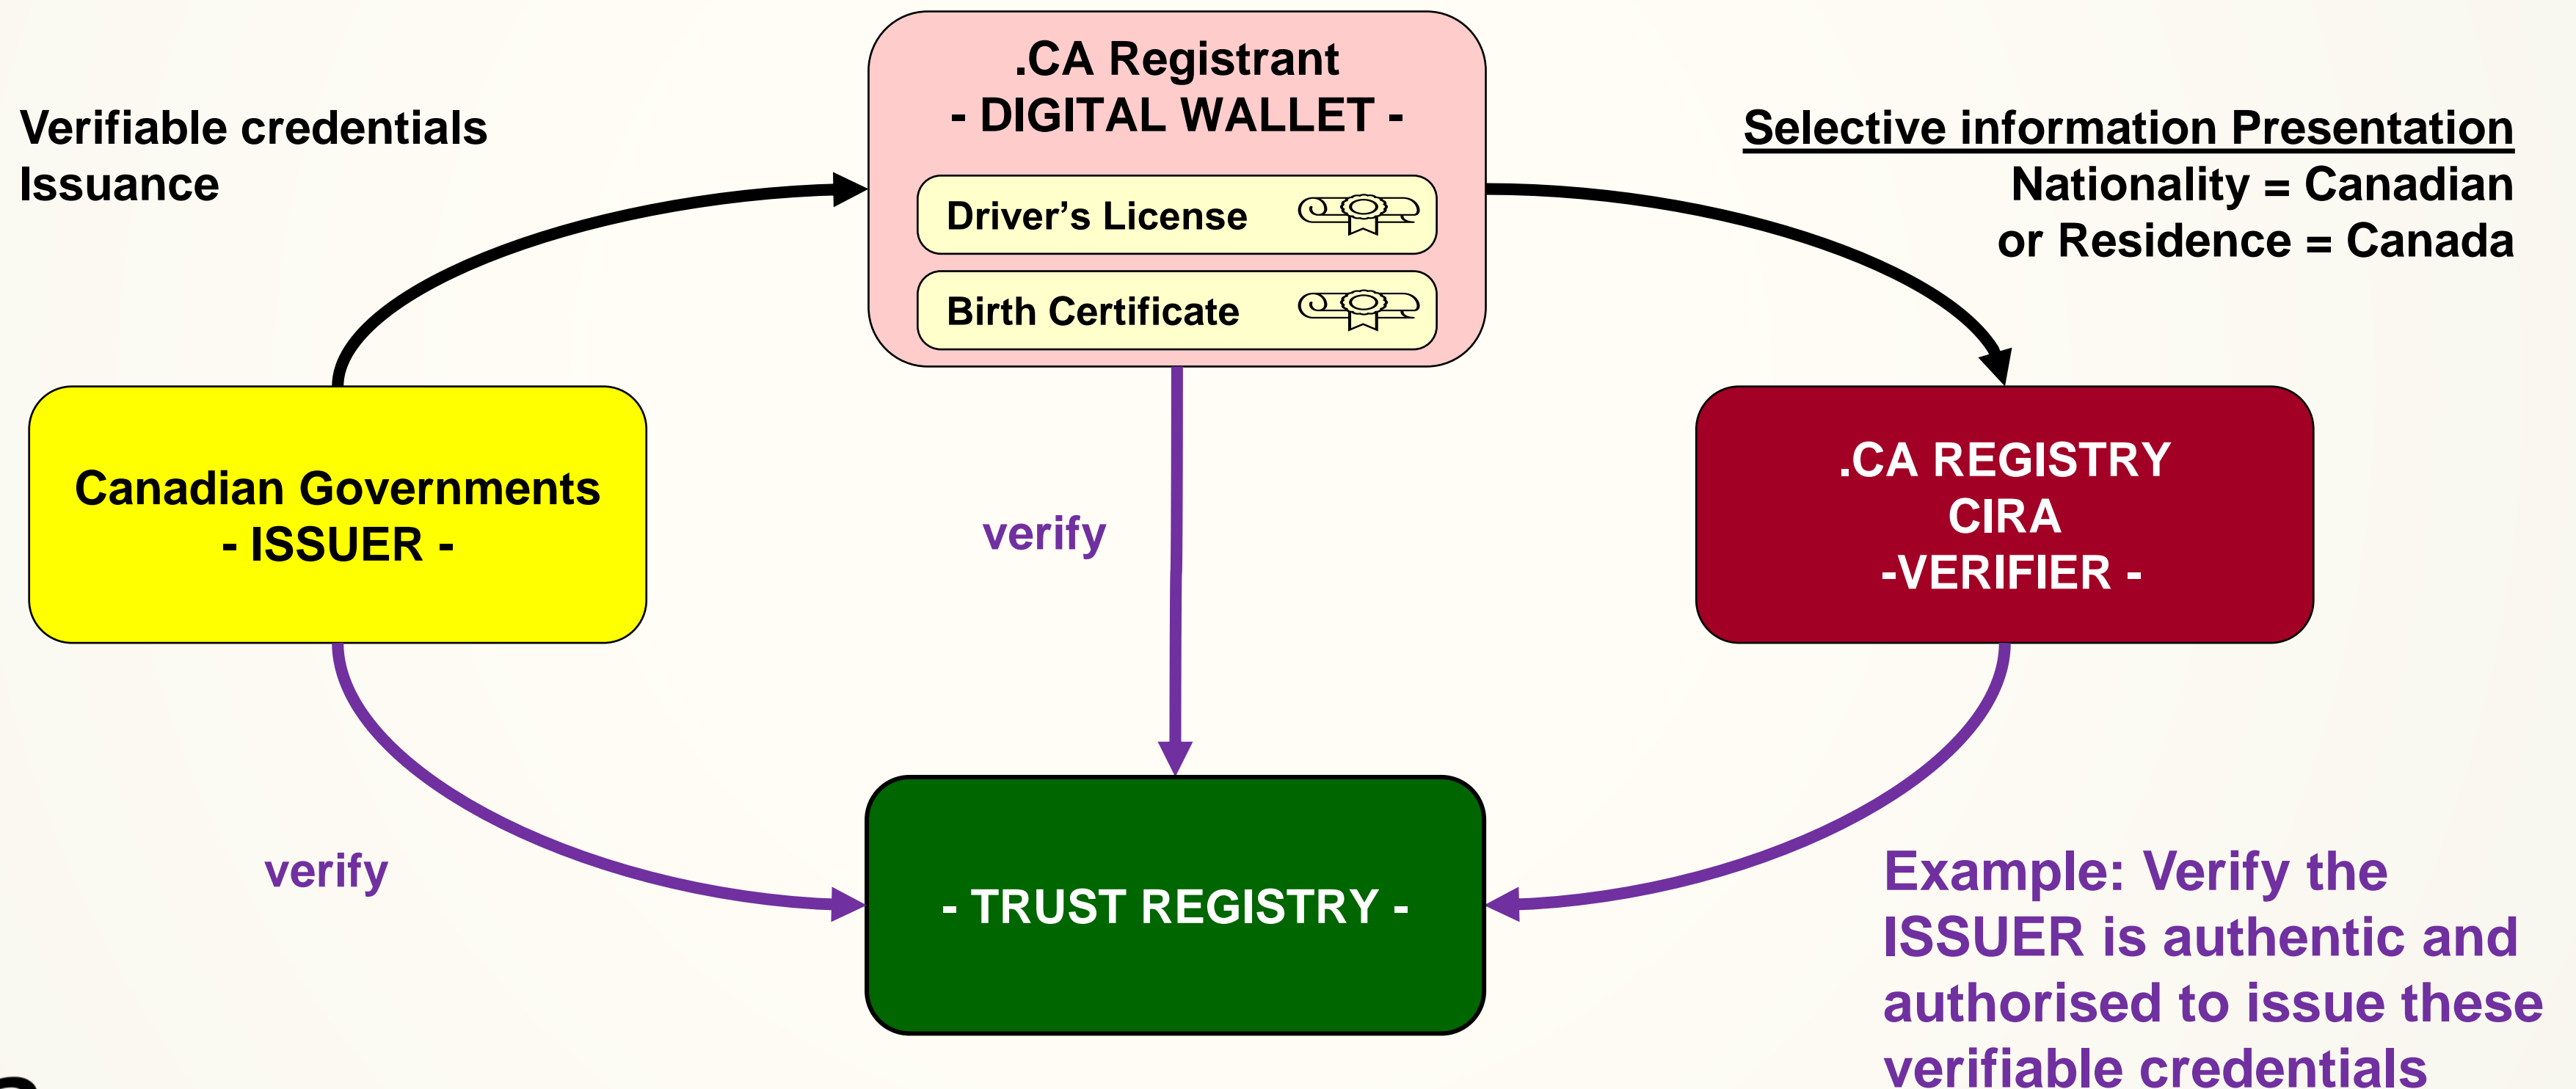 .CA Registrant
- DIGITAL WALLET -
Driver's License
Birth Certificate
Verifiable credentials
Issuance
Selective information Presentation
Nationality = Canadian
or Residence = Canada
Canadian Governments
- ISSUER -
verify
.CA REGISTRY
CIRA
-VERIFIER -
verify
- TRUST REGISTRY -
Example: Verify the
ISSUER is authentic and
authorised to issue these
verifiable credentials